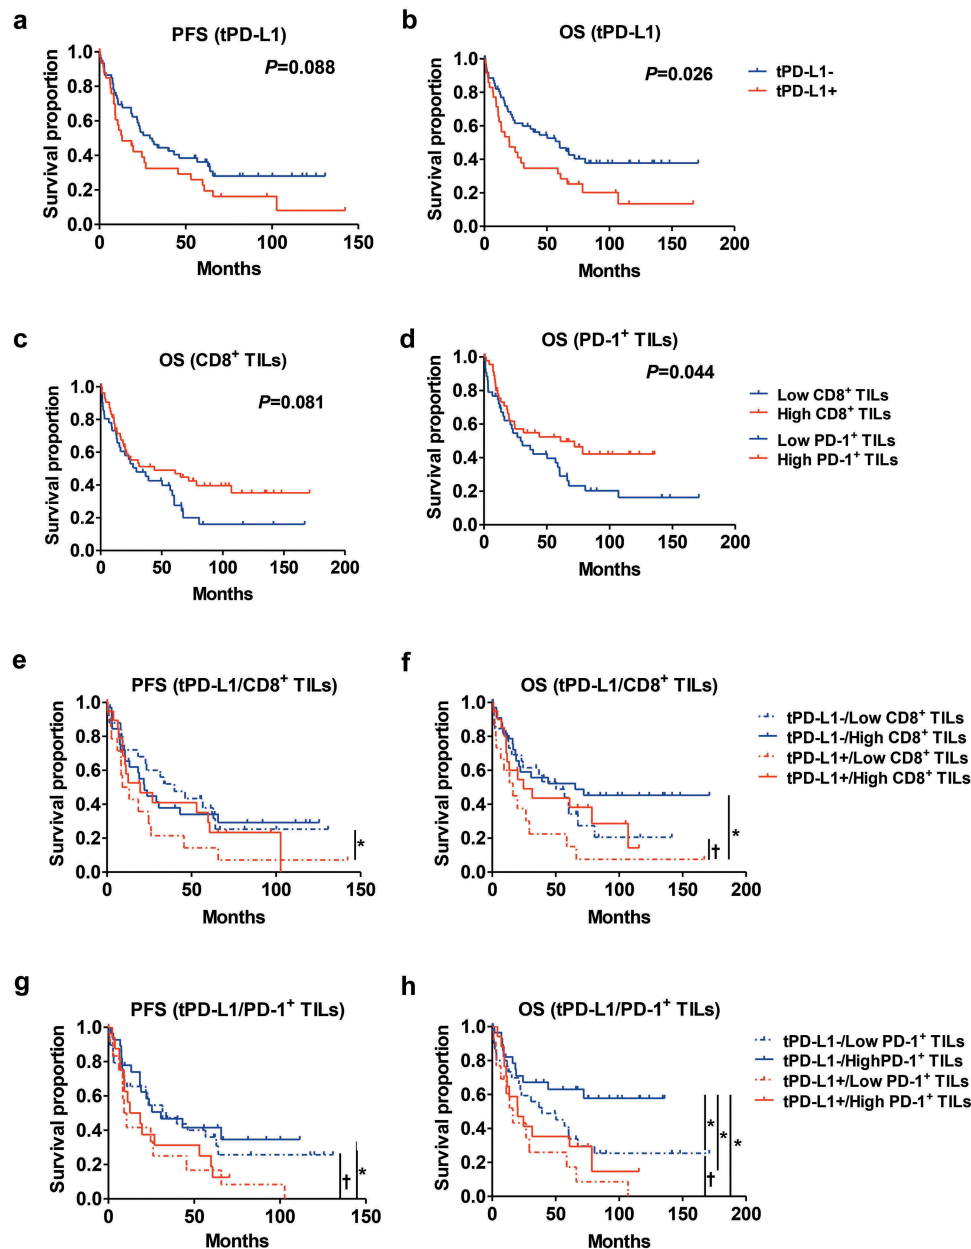 a
PFS (tPD-L1)
P=0.088
Survival proportion
1.0
0.8
0.6
0.4
0.2
0.0
0 50 100 150
Months
b
OS (tPD-L1)
P=0.026
Survival proportion
1.0
0.8
0.6
0.4
0.2
0.0
0 50 100 150 200
Months
tPD-L1-
tPD-L1+
c
OS (CD8⁺ TILs)
P=0.081
Survival proportion
1.0
0.8
0.6
0.4
0.2
0.0
0 50 100 150 200
Months
d
OS (PD-1⁺ TILs)
P=0.044
Survival proportion
1.0
0.8
0.6
0.4
0.2
0.0
0 50 100 150 200
Months
Low CD8⁺ TILs
High CD8⁺ TILs
Low PD-1⁺ TILs
High PD-1⁺ TILs
e
PFS (tPD-L1/CD8⁺ TILs)
Survival proportion
1.0
0.8
0.6
0.4
0.2
0.0
0 50 100 150
Months
*
f
OS (tPD-L1/CD8⁺ TILs)
Survival proportion
1.0
0.8
0.6
0.4
0.2
0.0
0 50 100 150 200
Months
† *
tPD-L1-/Low CD8⁺ TILs
tPD-L1-/High CD8⁺ TILs
tPD-L1+/Low CD8⁺ TILs
tPD-L1+/High CD8⁺ TILs
g
PFS (tPD-L1/PD-1⁺ TILs)
Survival proportion
1.0
0.8
0.6
0.4
0.2
0.0
0 50 100 150
Months
† *
h
OS (tPD-L1/PD-1⁺ TILs)
Survival proportion
1.0
0.8
0.6
0.4
0.2
0.0
0 50 100 150 200
Months
* * *
†
tPD-L1-/Low PD-1⁺ TILs
tPD-L1-/HighPD-1⁺ TILs
tPD-L1+/Low PD-1⁺ TILs
tPD-L1+/High PD-1⁺ TILs